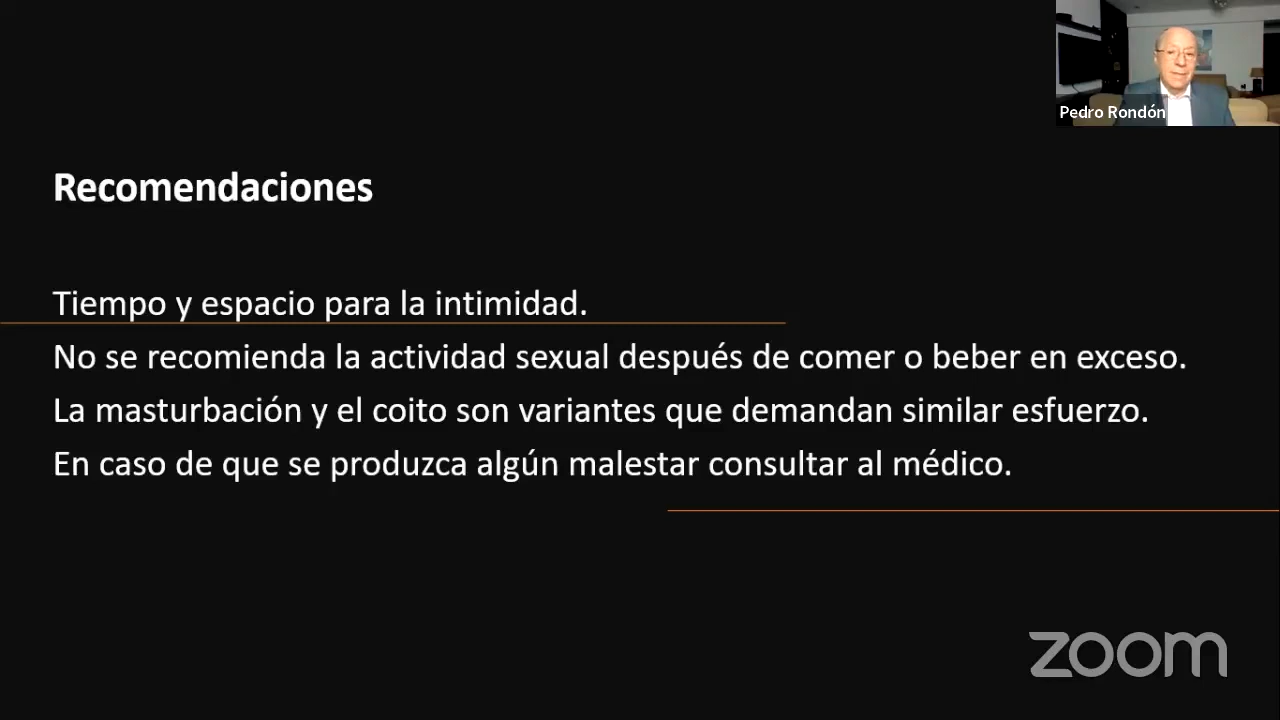 Pedro Rondón
Recomendaciones
Tiempo y espacio para la intimidad.
No se recomienda la actividad sexual después de comer o beber en exceso.
La masturbación y el coito son variantes que demandan similar esfuerzo.
En caso de que se produzca algún malestar consultar al médico.
zoom